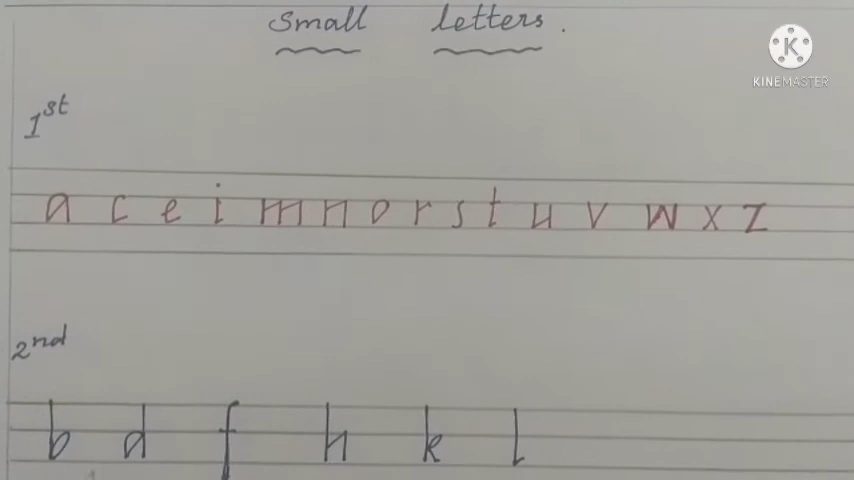 Small letters.
KINEMASTER
1st
a c e i m n o r s t u v w x z
2nd
b d f h k l